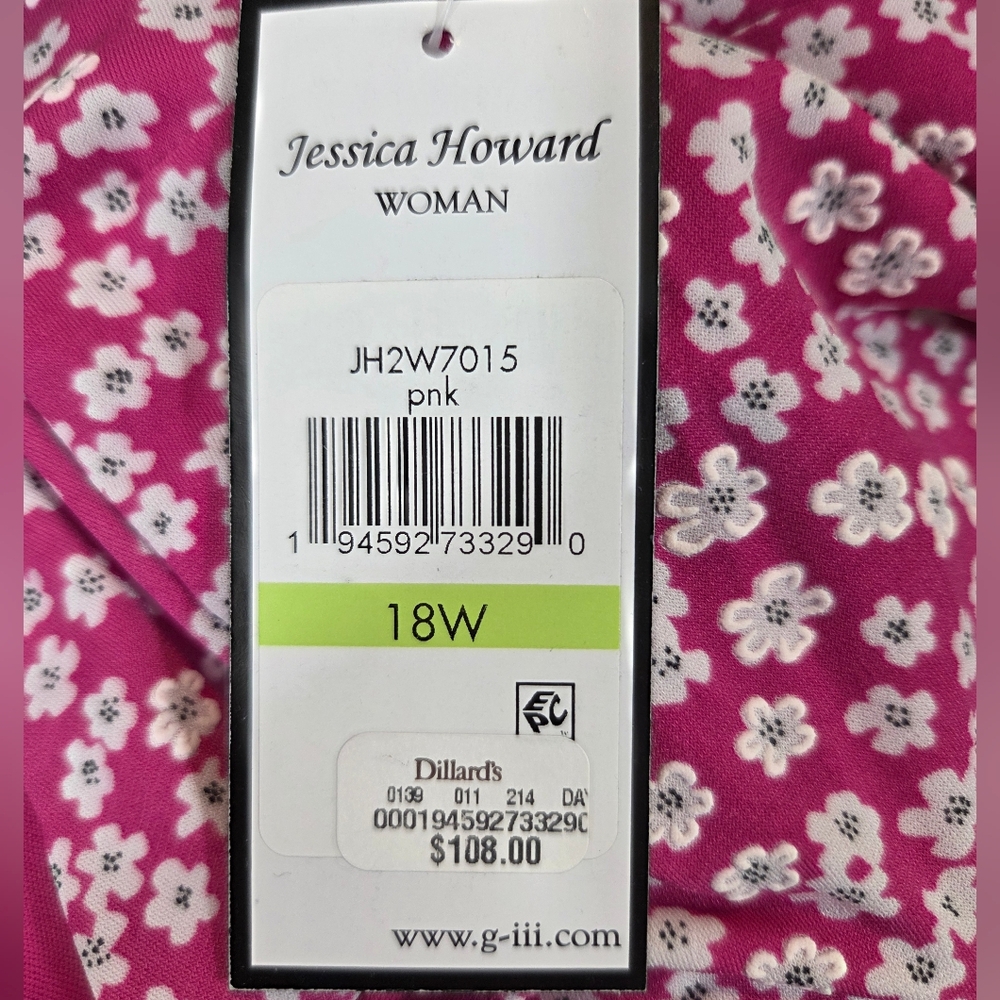 Jessica Howard
WOMAN
JH2W7015
pnk
1 94592 73329 0
18W
EPC
Dillard's
0139 011 214 DA
000194592733290
$108.00
www.g-iii.com